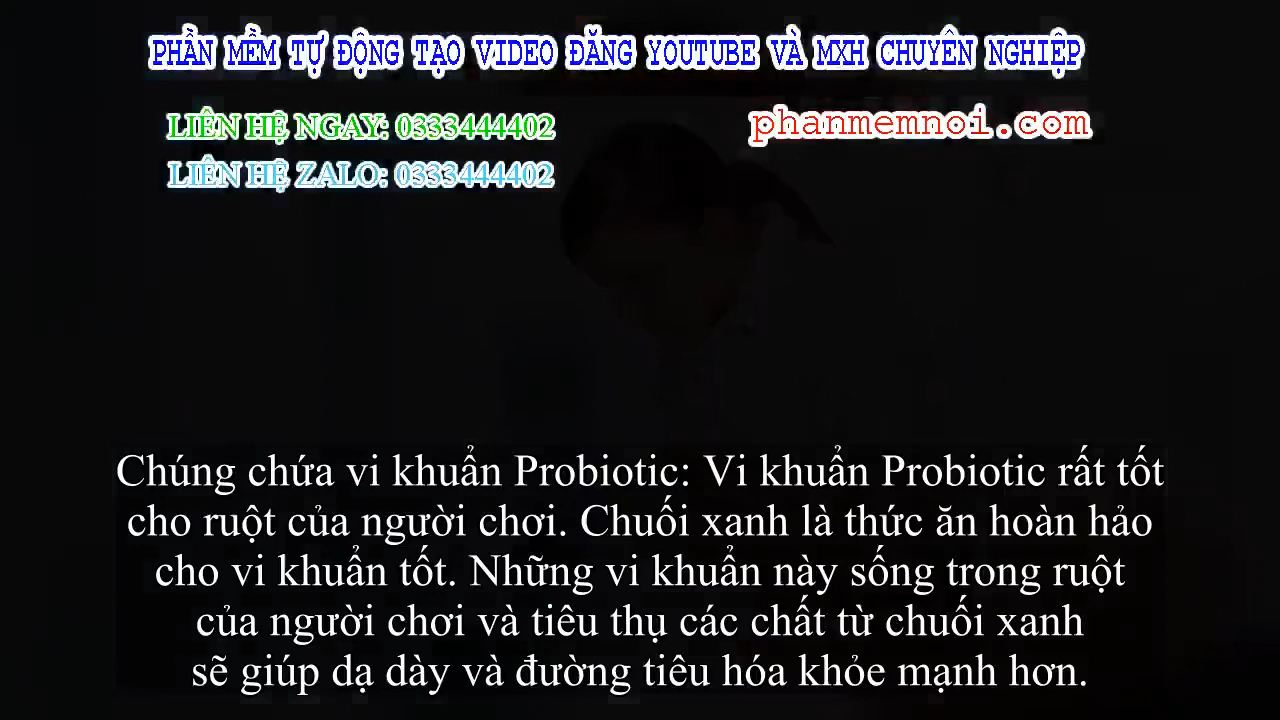 PHẦN MỀM TỰ ĐỘNG TẠO VIDEO ĐĂNG YOUTUBE VÀ MXH CHUYÊN NGHIỆP
LIÊN HỆ NGAY: 0333444402
phanmemnoi.com
LIÊN HỆ ZALO: 0333444402
Chúng chứa vi khuẩn Probiotic: Vi khuẩn Probiotic rất tốt
cho ruột của người chơi. Chuối xanh là thức ăn hoàn hảo
cho vi khuẩn tốt. Những vi khuẩn này sống trong ruột
của người chơi và tiêu thụ các chất từ chuối xanh
sẽ giúp dạ dày và đường tiêu hóa khỏe mạnh hơn.